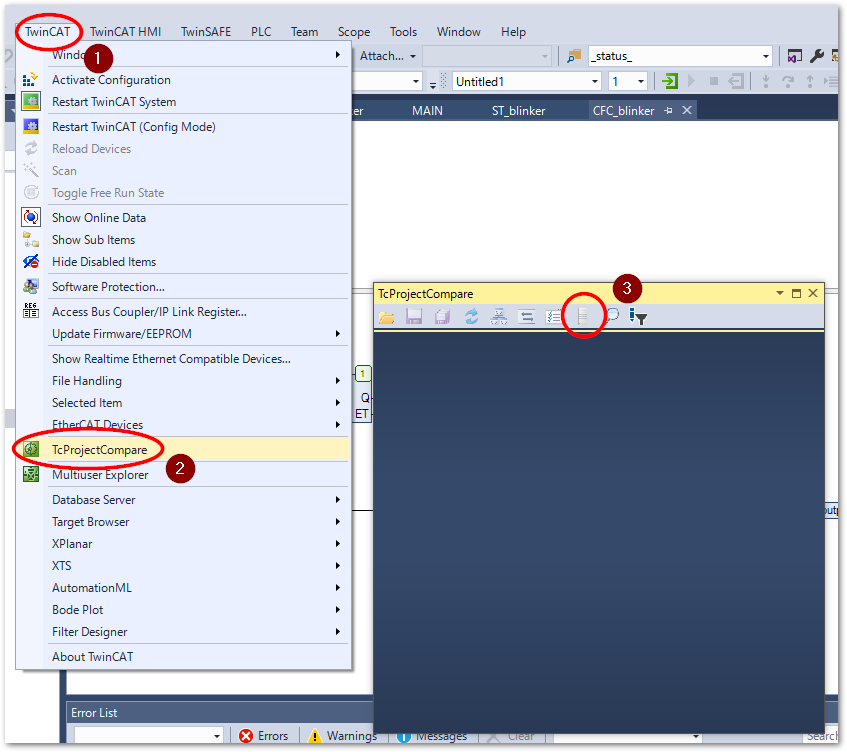 TwinCAT TwinCAT HMI TwinSAFE PLC Team Scope Tools Window Help
1
Attach... _status_
Activate Configuration
Untitled1 1
Restart TwinCAT System
MAIN ST_blinker CFC_blinker
Restart TwinCAT (Config Mode)
Reload Devices
Scan
Toggle Free Run State
Show Online Data
Show Sub Items
Hide Disabled Items
Software Protection...
TcProjectCompare
3
REG
Access Bus Coupler/IP Link Register...
Update Firmware/EEPROM
Show Realtime Ethernet Compatible Devices...
File Handling
1
Selected Item
Q
ET
EtherCAT Devices
TcProjectCompare
2
Multiuser Explorer
Database Server
Target Browser
XPlanar
XTS
AutomationML
Bode Plot
Filter Designer
About TwinCAT
Error List
Errors Warnings Messages Clear